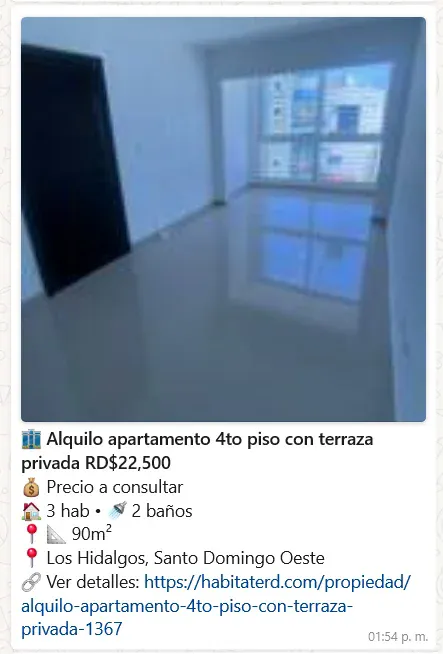 🏢 Alquilo apartamento 4to piso con terraza
privada RD$22,500
💰 Precio a consultar
🏠 3 hab • 🚿 2 baños
📍 📐 90m²
📍 Los Hidalgos, Santo Domingo Oeste
🔗 Ver detalles: https://habitaterd.com/propiedad/
alquilo-apartamento-4to-piso-con-terraza-
privada-1367
01:54 p. m.